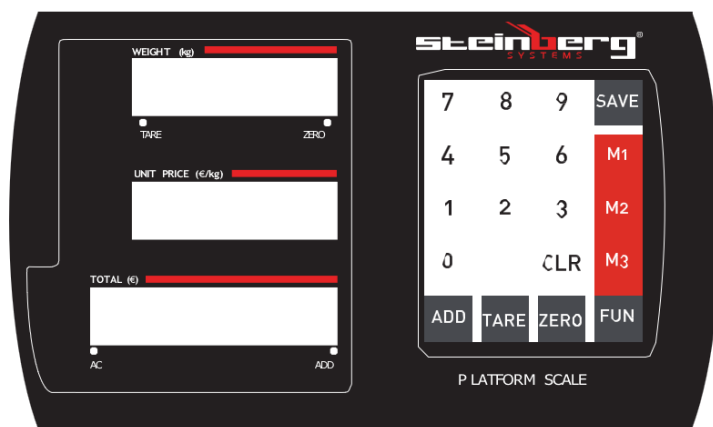 WEIGHT (kg)
TARE ZERO
UNIT PRICE (€/kg)
TOTAL (€)
AC ADD
steinberg®
SYSTEMS
7 8 9 SAVE
4 5 6 M1
1 2 3 M2
0 CLR M3
ADD TARE ZERO FUN
PLATFORM SCALE